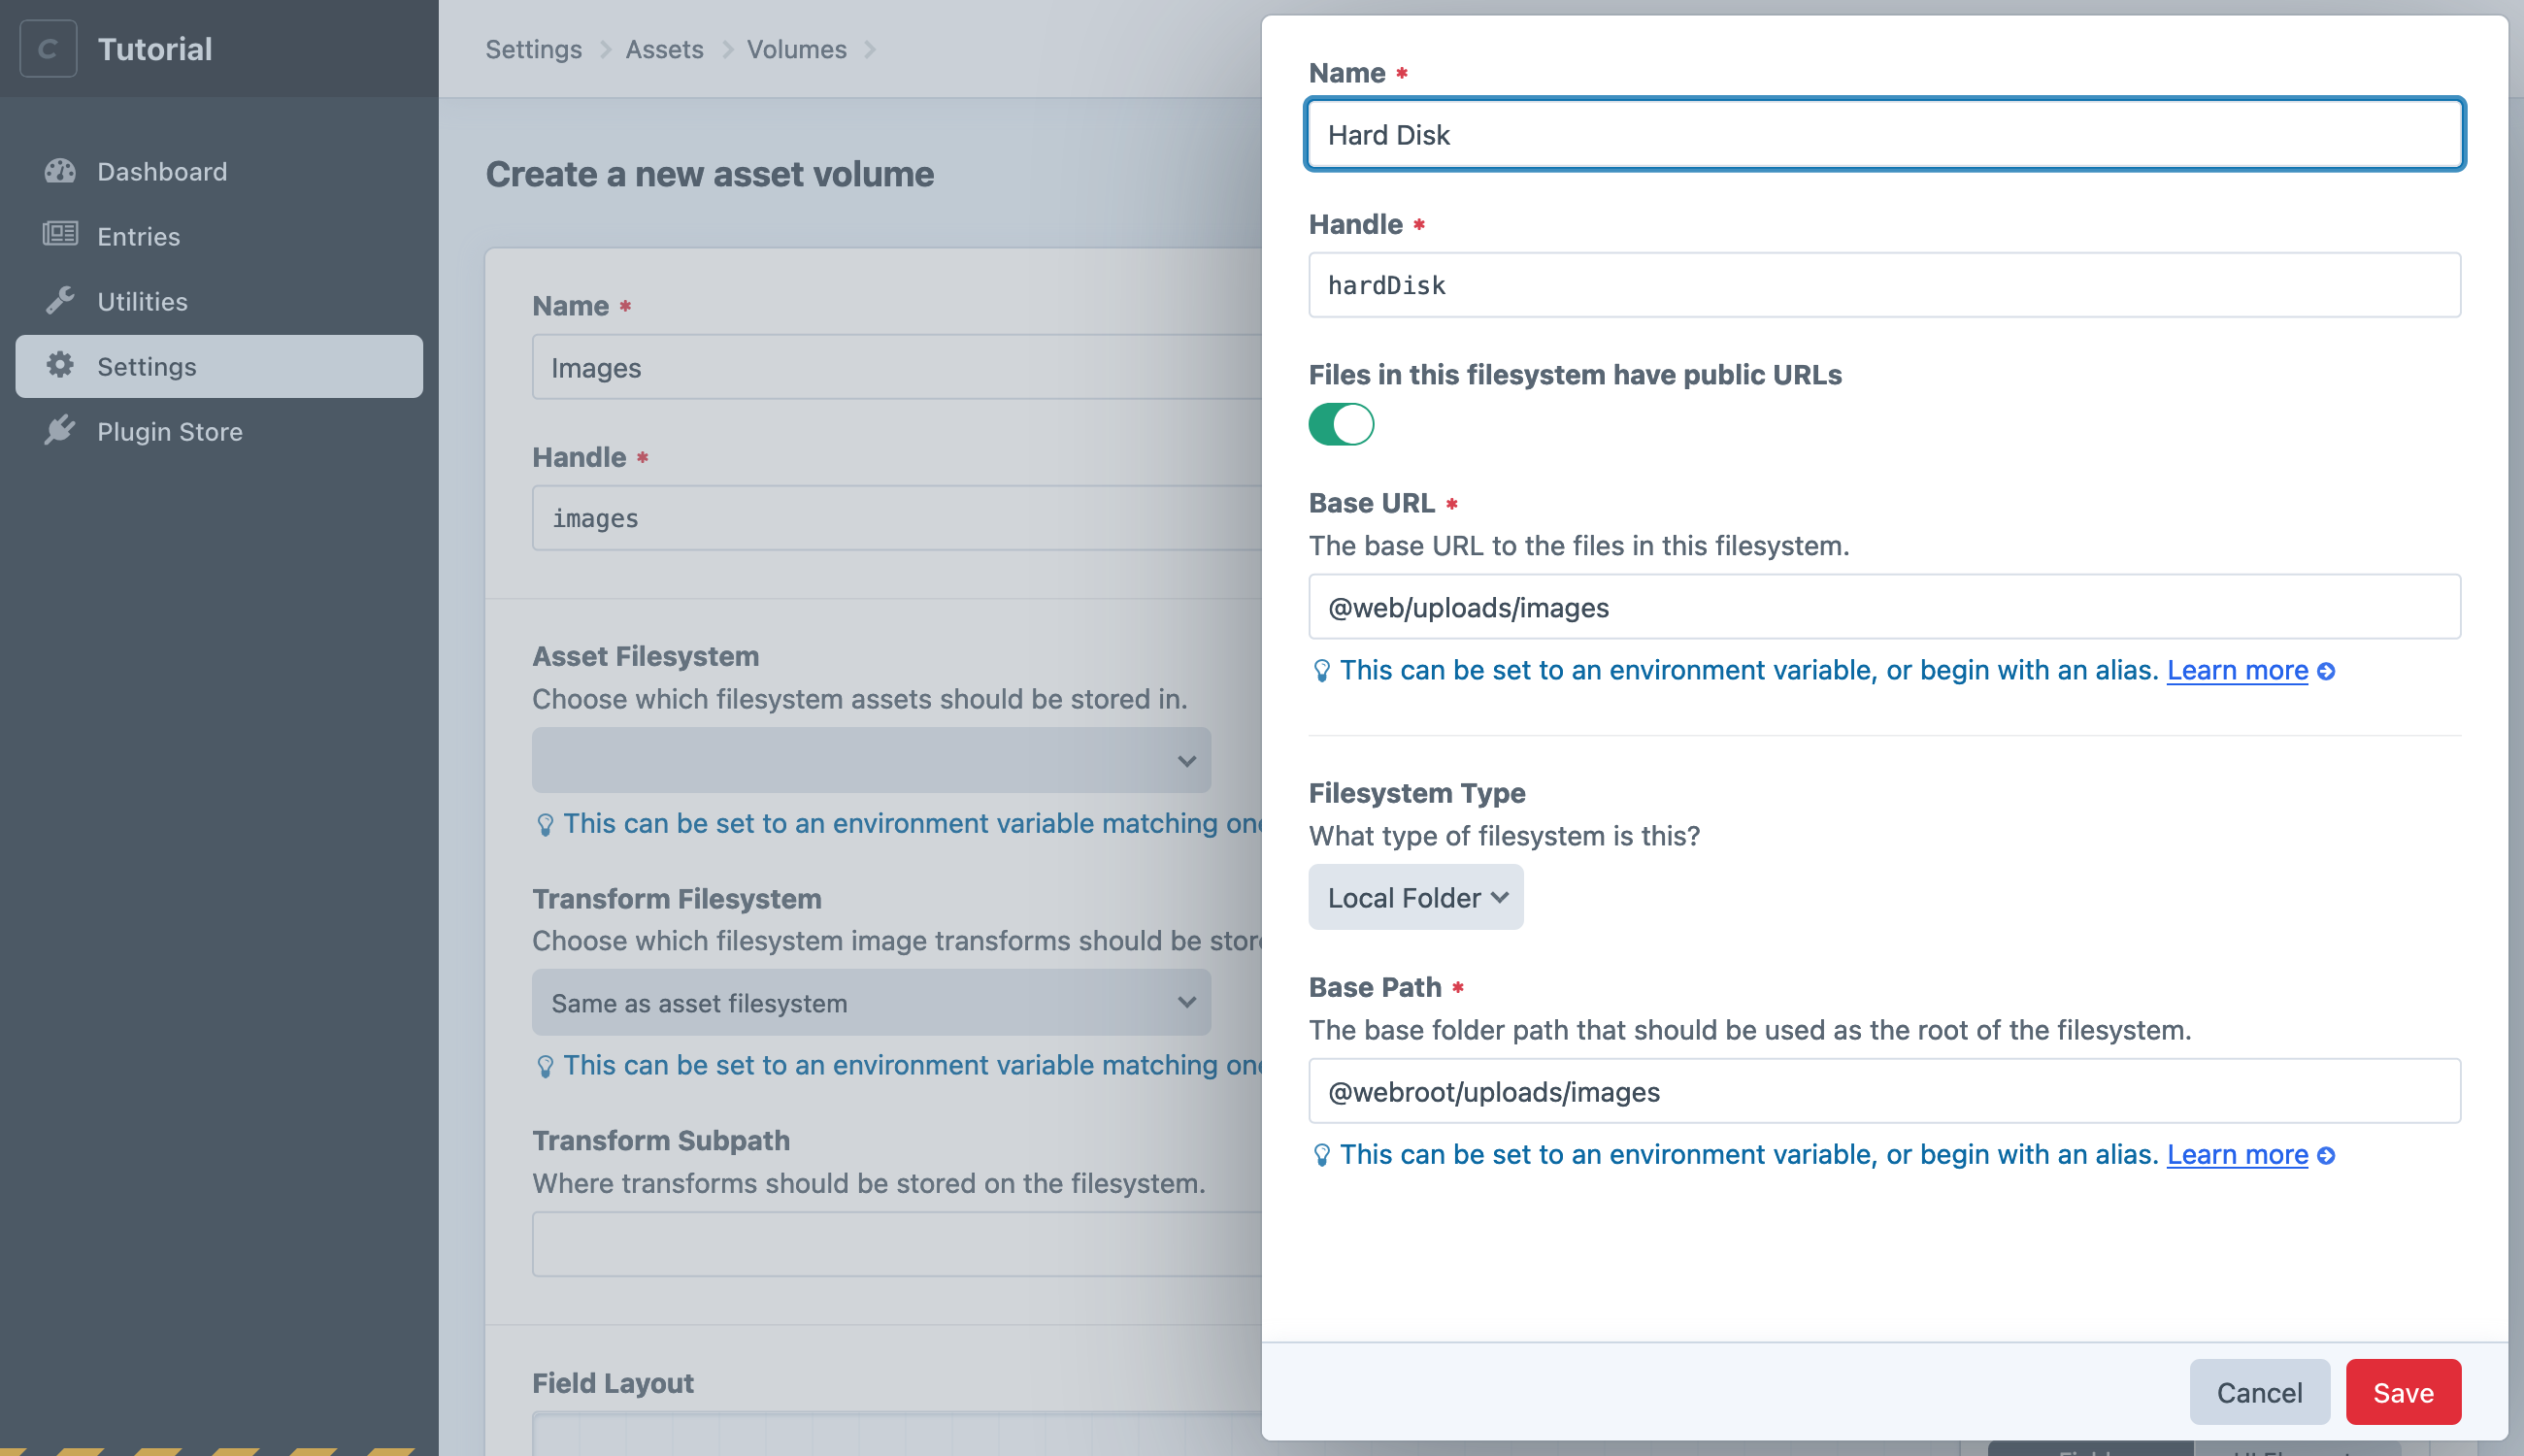 C
Tutorial
Dashboard
Entries
Utilities
Settings
Plugin Store
Settings Assets Volumes
Create a new asset volume
Name *
Images
Handle *
images
Asset Filesystem
Choose which filesystem assets should be stored in.
This can be set to an environment variable matching
Transform Filesystem
Choose which filesystem image transforms should be
Same as asset filesystem
This can be set to an environment variable matching
Transform Subpath
Where transforms should be stored on the filesystem.
Field Layout
Name *
Hard Disk
Handle *
hardDisk
Files in this filesystem have public URLs
Base URL *
The base URL to the files in this filesystem.
@web/uploads/images
This can be set to an environment variable, or begin with an alias. Learn more
Filesystem Type
What type of filesystem is this?
Local Folder
Base Path *
The base folder path that should be used as the root of the filesystem.
@webroot/uploads/images
This can be set to an environment variable, or begin with an alias. Learn more
Cancel
Save